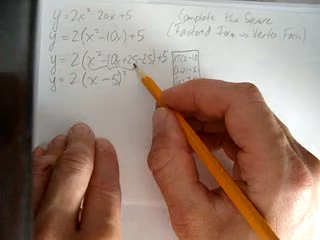 y = 2x² - 20x + 5
y = 2(x² - 10x) + 5
y = 2(x² - 10x + 25 - 25) + 5
y = 2(x - 5)²
Complete the Square
(Factored Form → Vertex Form)